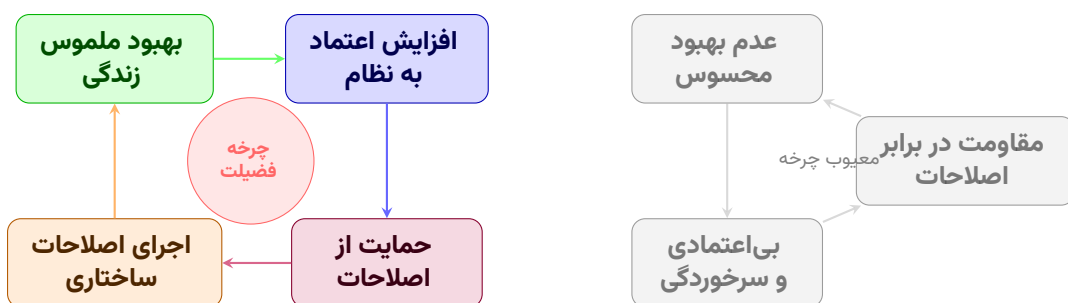 بهبود ملموس
زندگی
افزایش اعتماد
به نظام
چرخه
فضیلت
اجرای اصلاحات
ساختاری
حمایت از
اصلاحات
عدم بهبود
محسوس
مقاومت در برابر
اصلاحات
معیوب چرخه
بی‌اعتمادی
و سرخوردگی